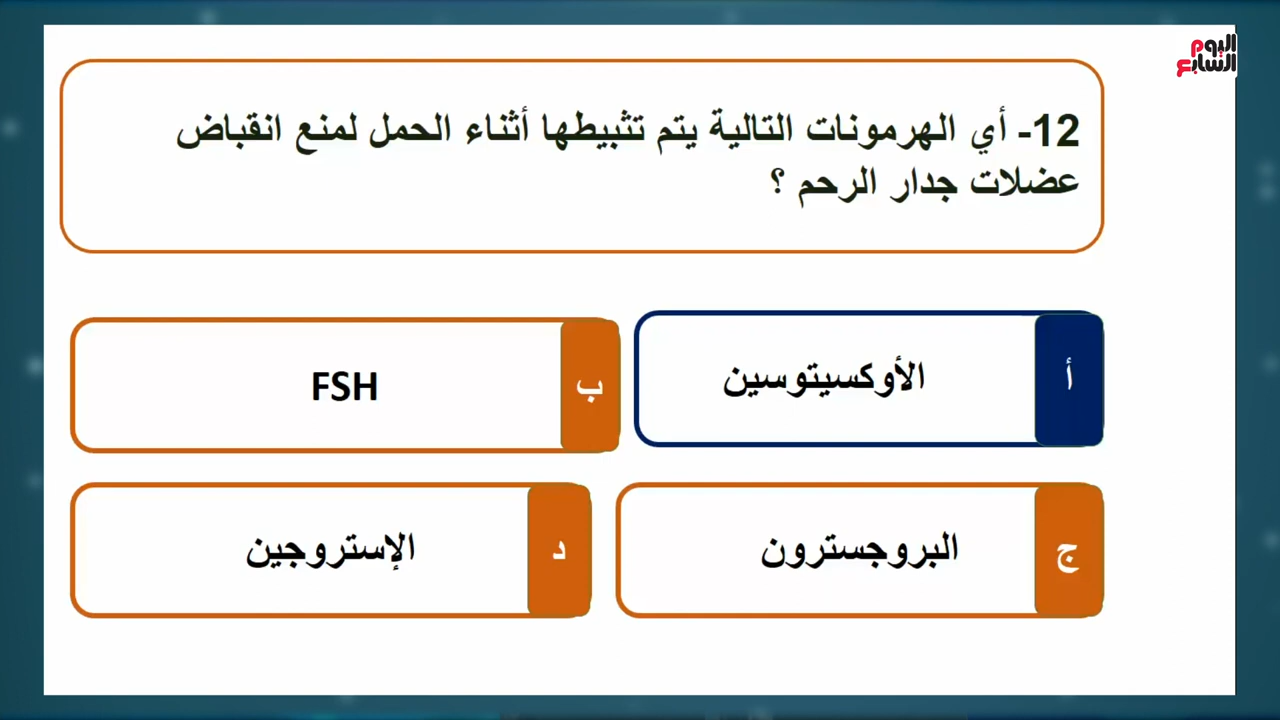 اليوم
السابع
12- أي الهرمونات التالية يتم تثبيطها أثناء الحمل لمنع انقباض
عضلات جدار الرحم ؟
أ
الأوكسيتوسين
ب
FSH
ج
البروجسترون
د
الإستروجين